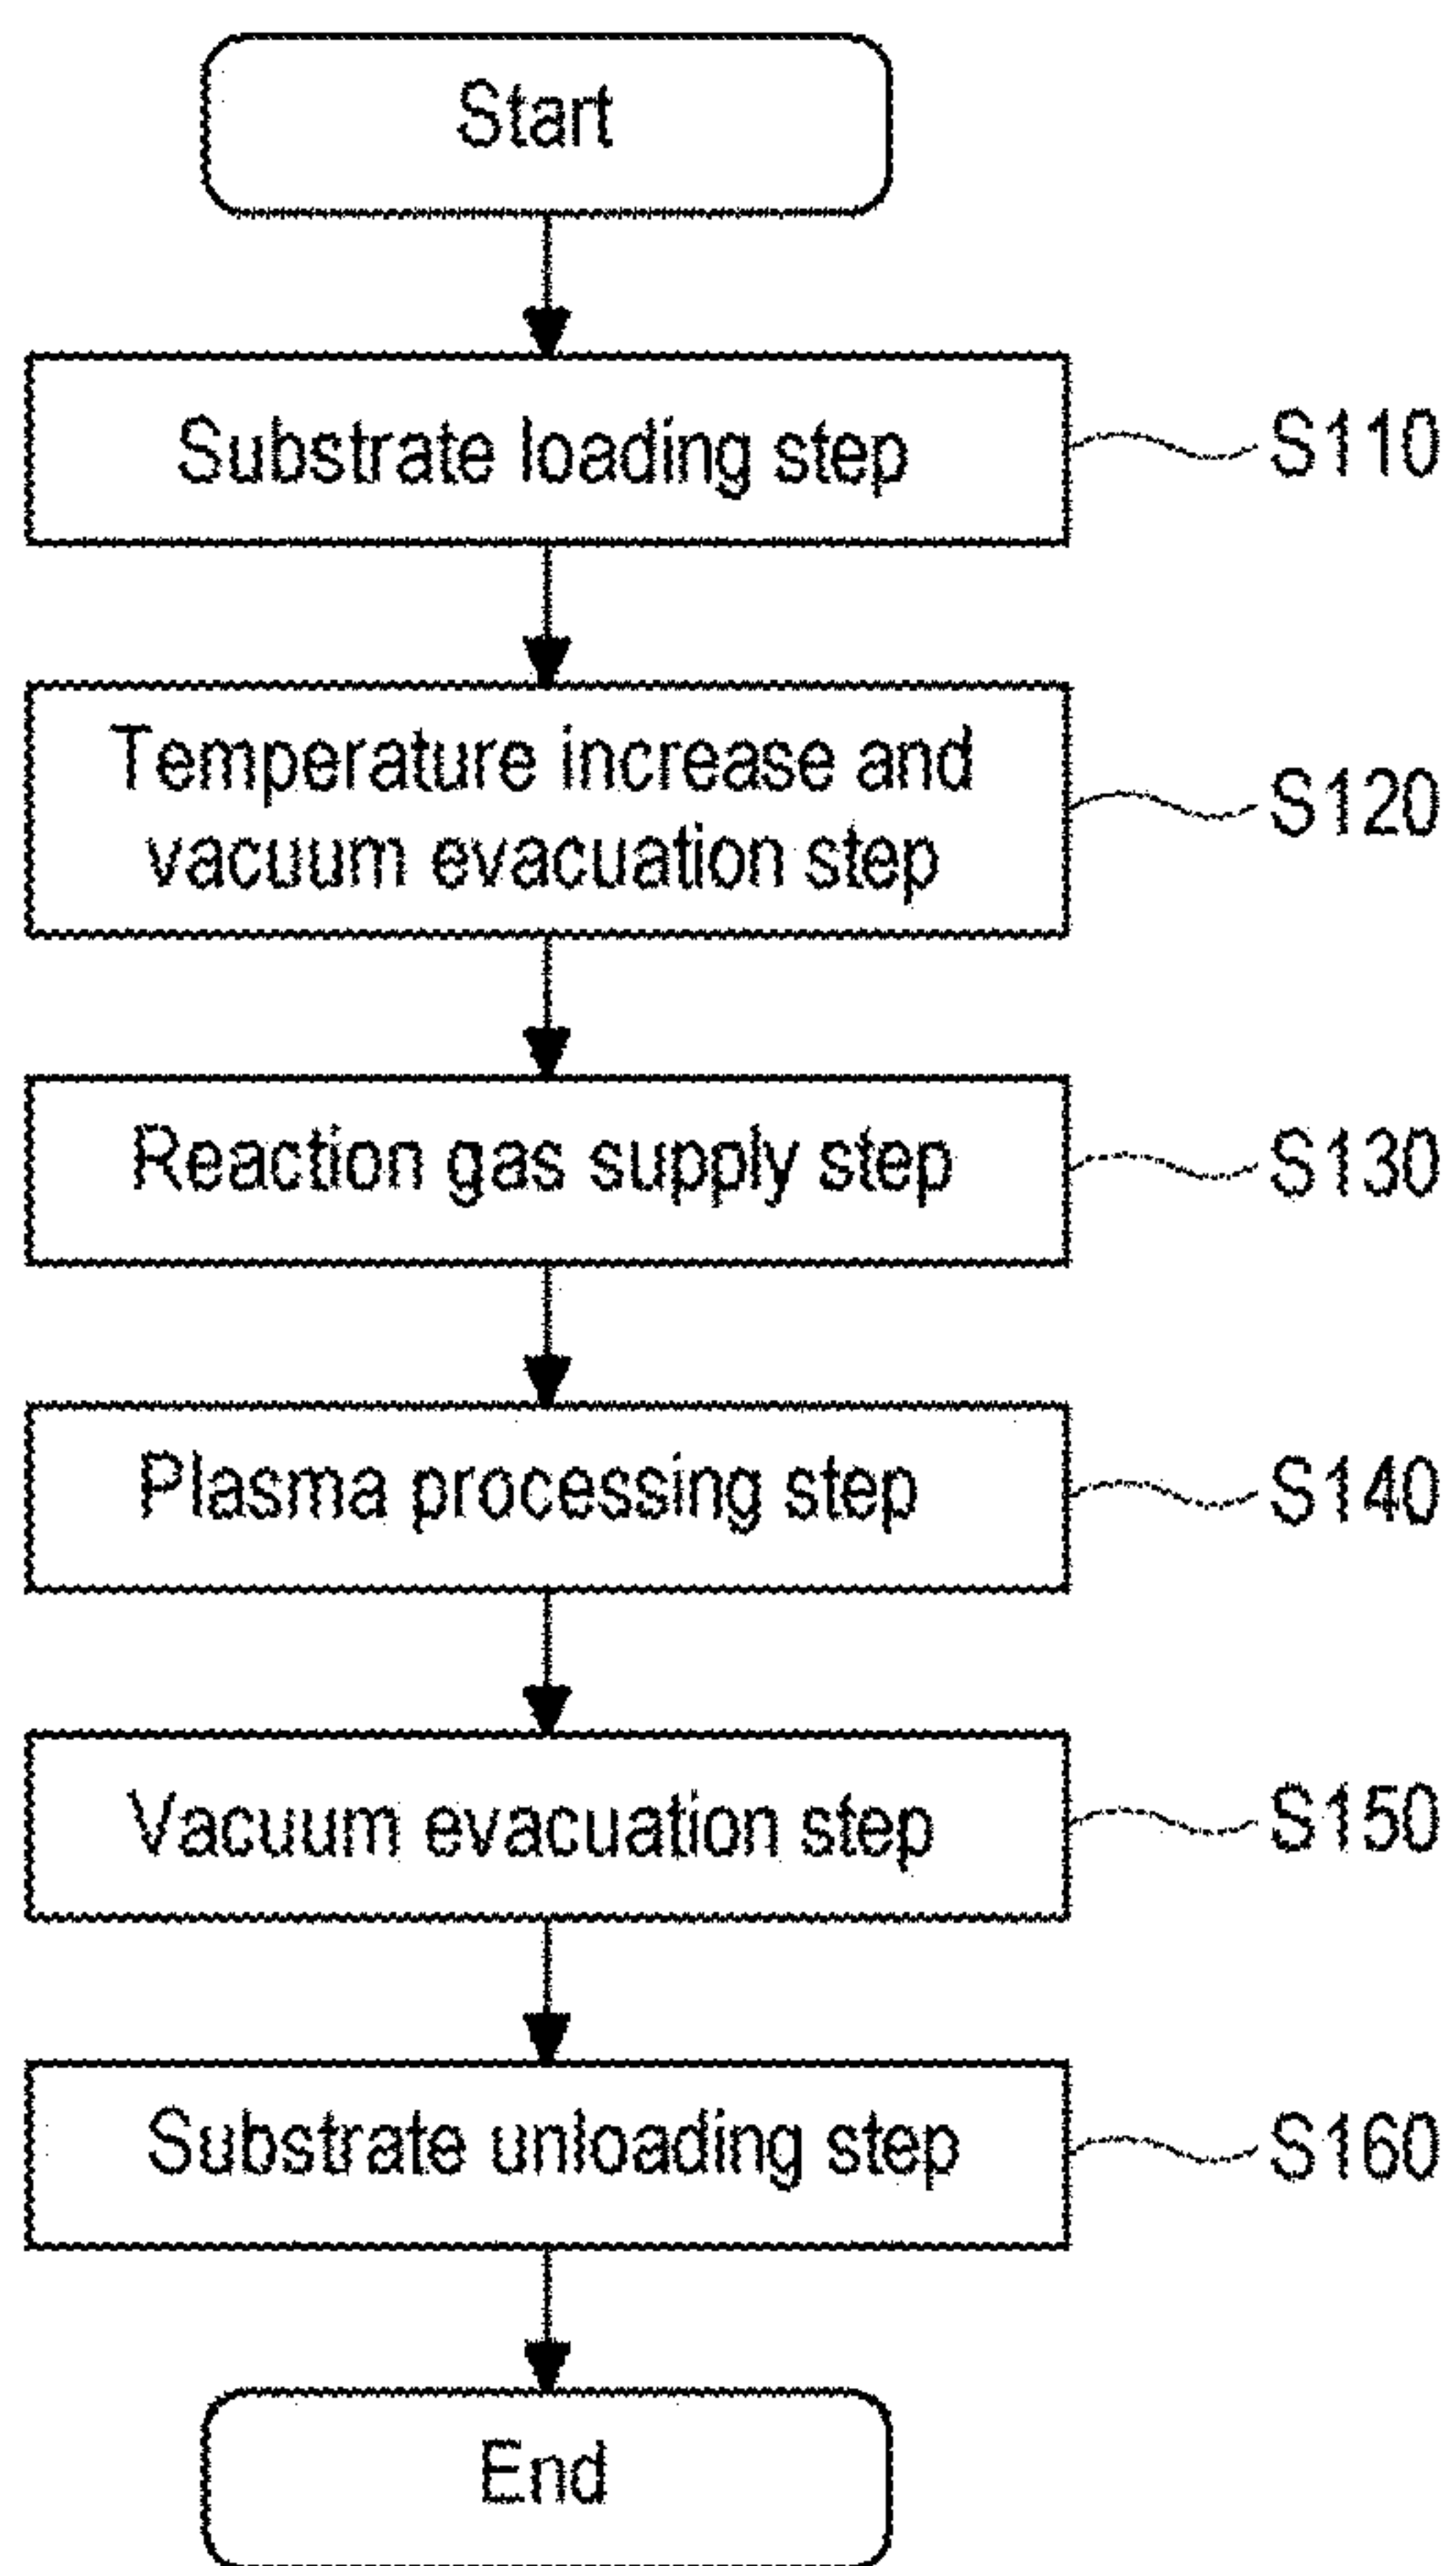 Start
Substrate loading step
S110
Temperature increase and
vacuum evacuation step
S120
Reaction gas supply step
S130
Plasma processing step
S140
Vacuum evacuation step
S150
Substrate unloading step
S160
End